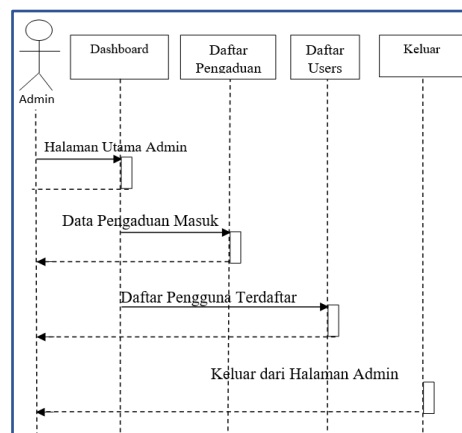 Dashboard
Daftar
Pengaduan
Daftar
Users
Keluar
Admin
Halaman Utama Admin
Data Pengaduan Masuk
Daftar Pengguna Terdaftar
Keluar dari Halaman Admin